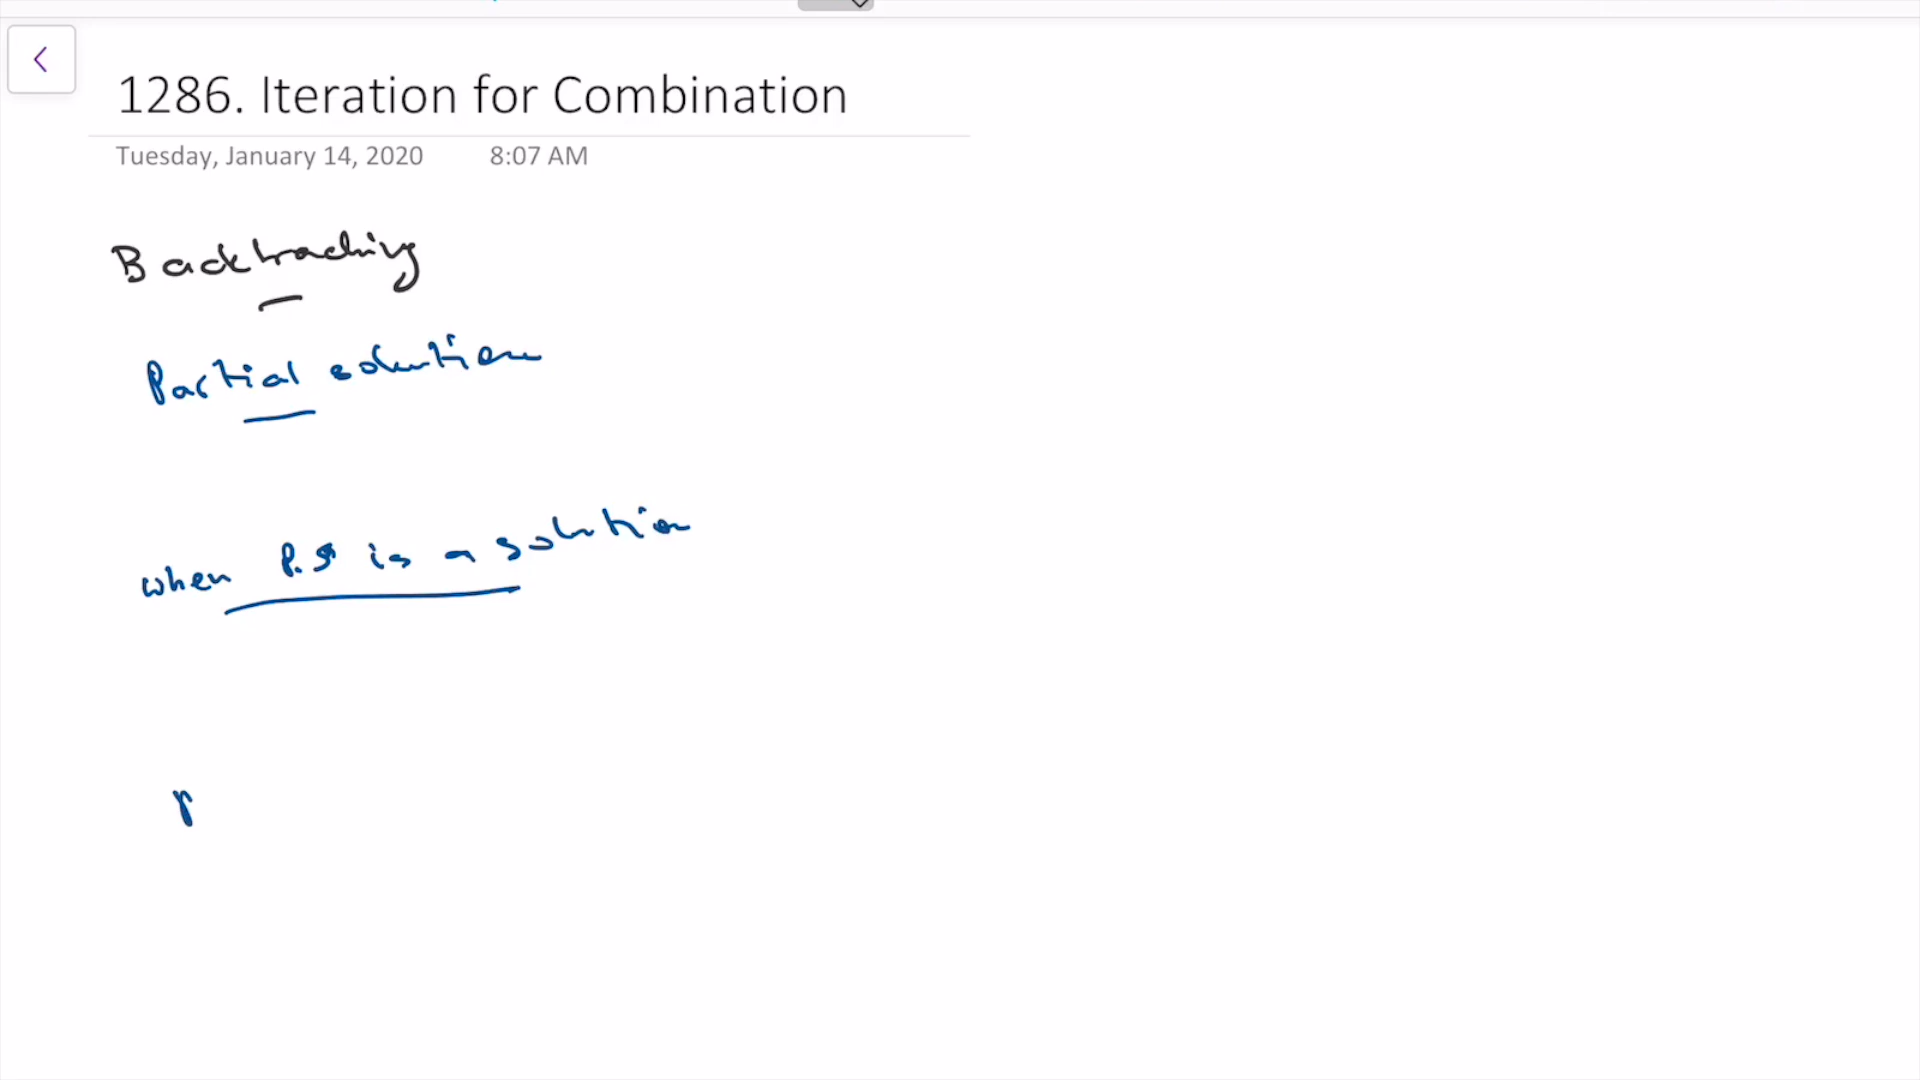 1286. Iteration for Combination
Tuesday, January 14, 2020 8:07 AM
Backtracking
Partial solution
when P.S is a solution